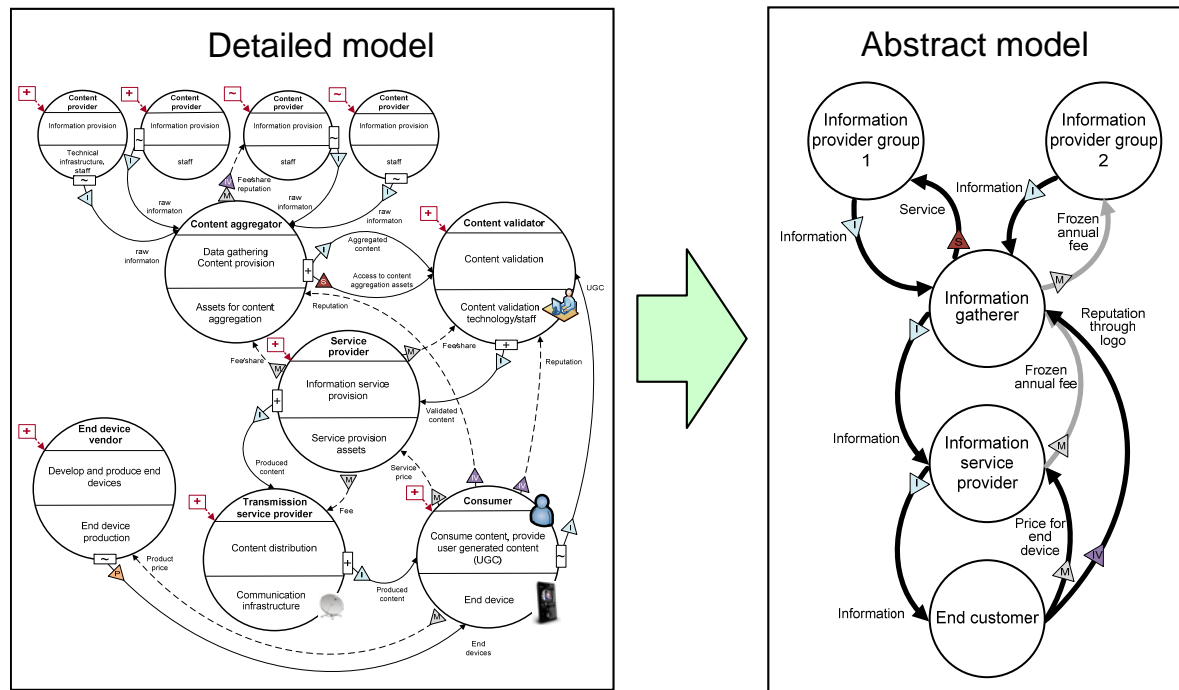 Detailed model
+
+
~
~
Content
provider
Information provision
Technical
infrastructure,
staff
~
Content
provider
Information provision
staff
~
Content
provider
Information provision
staff
~
Content
provider
Information provision
staff
~
I
I
I
I
IV
M
Fee/share
reputation
raw
informaton
raw
informaton
raw
informaton
raw
informaton
Content aggregator
Data gathering
Content provision
Assets for content
aggregation
+
I
Aggregated
content
S
Access to content
aggregation assets
Reputation
+
Content validator
Content validation
Content validation
technology/staff
+
UGC
M
Fee/share
M
Fee/share
I
Validated
content
Reputation
+
Service
provider
Information service
provision
Service provision
assets
+
I
Produced
content
M
Fee
Service
price
M
IV
IV
+
End device
vendor
Develop and produce end
devices
End device
production
~
P
Product
price
+
Transmission
service provider
Content distribution
Communication
infrastructure
+
I
Produced
content
+
Consumer
Consume content, provide
user generated content
(UGC)
End device
~
I
M
End
devices
Abstract model
Information
provider group
1
Information
provider group
2
Information
I
Service
S
Information
I
Frozen
annual
fee
M
Information
gatherer
Reputation
through
logo
Frozen
annual fee
M
I
Information
Information
service
provider
I
Price for
end
device
M
IV
Information
End customer